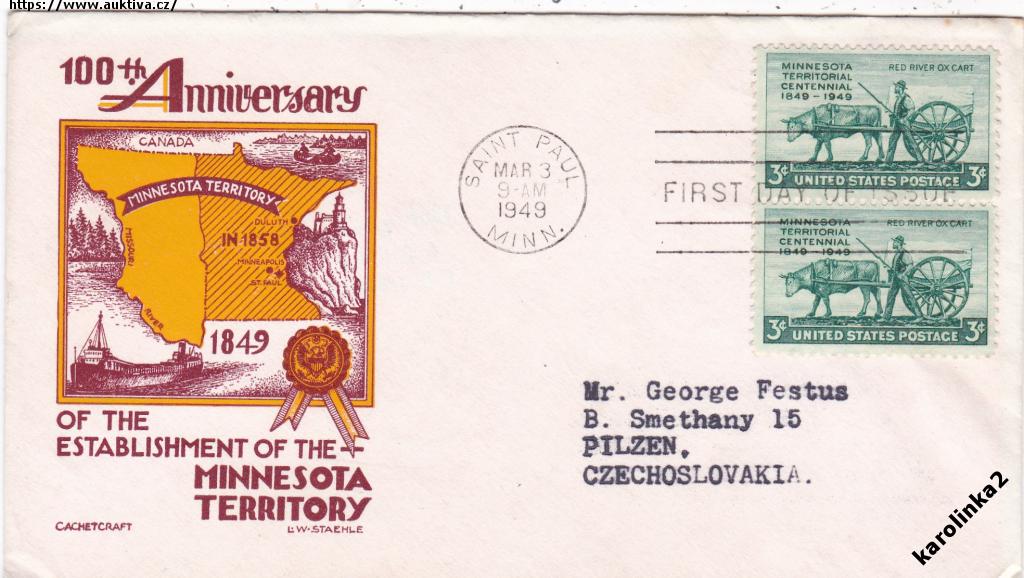 https://www.auktiva.cz/
100th Anniversary
CANADA
MINNESOTA TERRITORY
DULUTH
IN 1858
MINNEAPOLIS
ST. PAUL
MISSOURI
RIVER
1849
OF THE
ESTABLISHMENT OF THE
MINNESOTA
TERRITORY
CACHETCRAFT
L·W·STAEHLE
SAINT PAUL
MAR 3
9-AM
1949
MINN.
FIRST DAY OF ISSUE
MINNESOTA
TERRITORIAL
CENTENNIAL
1849-1949
RED RIVER OX CART
3¢ UNITED STATES POSTAGE 3¢
MINNESOTA
TERRITORIAL
CENTENNIAL
1849-1949
RED RIVER OX CART
3¢ UNITED STATES POSTAGE 3¢
Mr. George Festus
B. Smethany 15
PILZEN,
CZECHOSLOVAKIA.
karolinka2